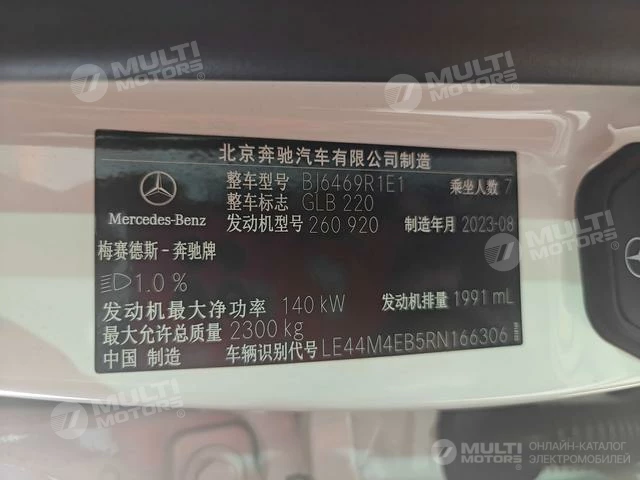 MULTI MOTORS®
MULTI MOTORS®
北京奔驰汽车有限公司制造
整车型号 BJ6469R1E1 乘坐人数 7
整车标志 GLB 220
发动机型号 260 920 制造年月 2023-08
Mercedes-Benz
梅赛德斯-奔驰牌
1.0 %
发动机最大净功率 140 kW 发动机排量 1991 mL
最大允许总质量 2300 kg
中国 制造 车辆识别代号 LE44M4EB5RN166306
MULTI MOTORS®
MULTI MOTORS®
MULTI MOTORS®
ОНЛАЙН-КАТАЛОГ
ЭЛЕКТРОМОБИЛЕЙ